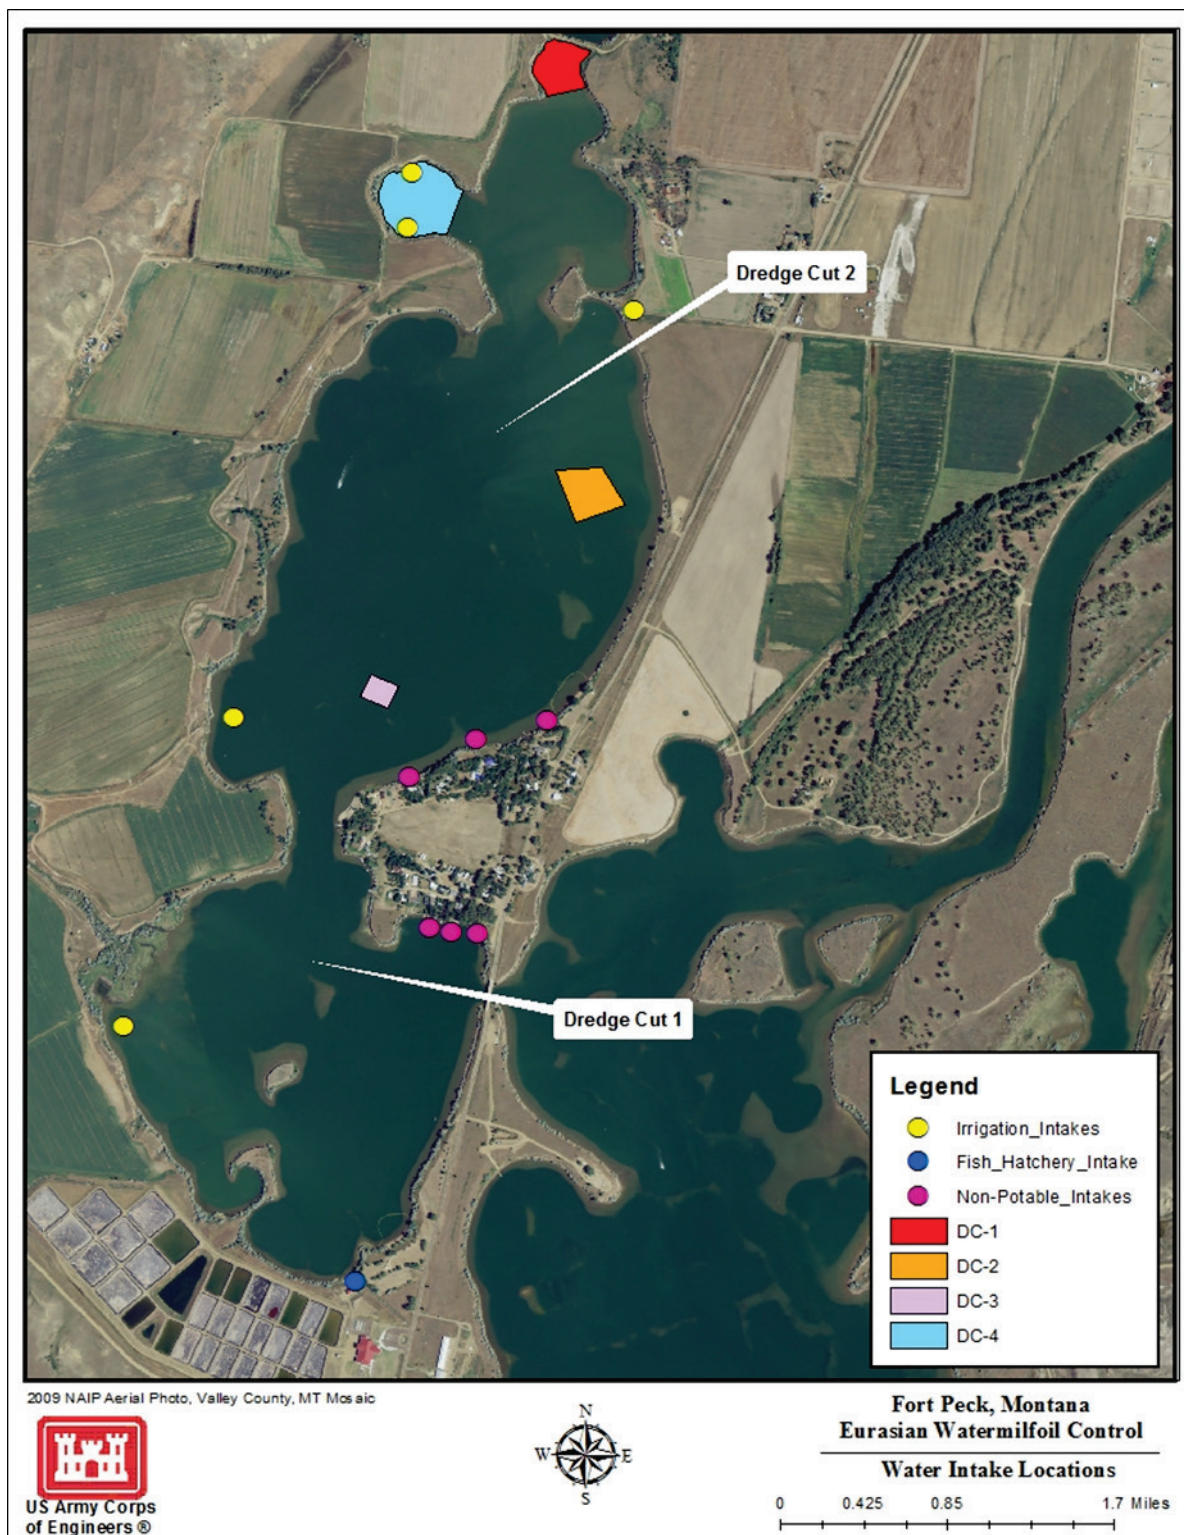 Dredge Cut 2
Dredge Cut 1
Legend
Irrigation_Intakes
Fish_Hatchery_Intake
Non-Potable_Intakes
DC-1
DC-2
DC-3
DC-4
2009 NAIP Aerial Photo, Valley County, MT Mosaic
US Army Corps
of Engineers ®
N
W E
S
Fort Peck, Montana
Eurasian Watermilfoil Control
Water Intake Locations
0 0.425 0.85 1.7 Miles